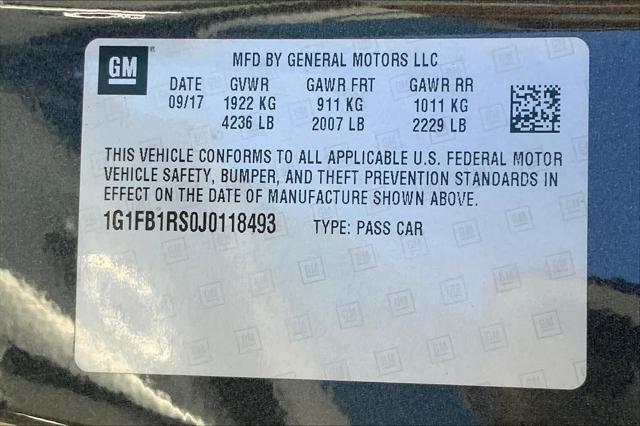 GM
MFD BY GENERAL MOTORS LLC
DATE GVWR GAWR FRT GAWR RR
09/17 1922 KG 911 KG 1011 KG
4236 LB 2007 LB 2229 LB
THIS VEHICLE CONFORMS TO ALL APPLICABLE U.S. FEDERAL MOTOR
VEHICLE SAFETY, BUMPER, AND THEFT PREVENTION STANDARDS IN
EFFECT ON THE DATE OF MANUFACTURE SHOWN ABOVE.
1G1FB1RS0J0118493 TYPE: PASS CAR